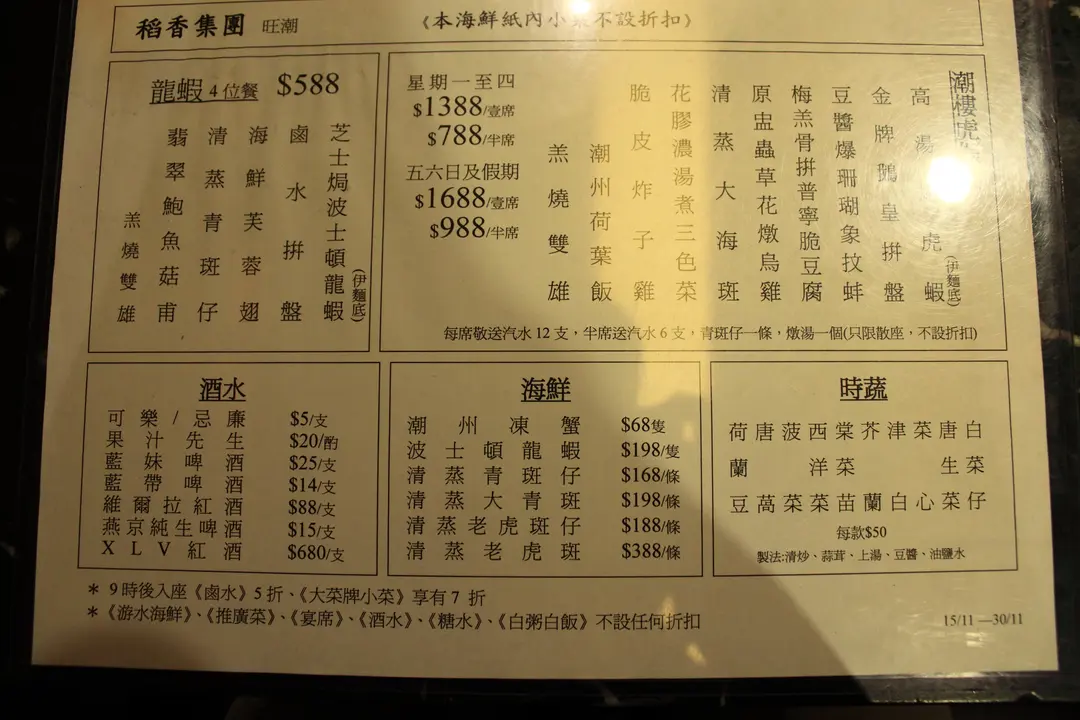 稻香集團 旺潮 《本海鮮紙內小菜不設折扣》
龍蝦 4位餐 $588
芝士焗波士頓龍蝦(伊麵底)
鹵水拼盤
海鮮芙蓉翅
清蒸青斑仔
翡翠鮑魚菇甫
羔燒雙雄
潮樓虎
高湯虎蝦(伊麵底)
金牌鵝皇拼盤
豆醬爆珊瑚象抆蚌
梅羔骨拼普寧脆豆腐
原盅蟲草花燉烏雞
清蒸大海斑
花膠濃湯煮三色菜
脆皮炸子雞
潮州荷葉飯
羔燒雙雄
星期一至四
$1388/壹席
$788/半席
五六日及假期
$1688/壹席
$988/半席
每席敬送汽水 12 支，半席送汽水 6 支，青斑仔一條，燉湯一個(只限散座，不設折扣)
酒水
可樂/忌廉 $5/支
果汁先生 $20/酌
藍妹啤酒 $25/支
藍帶啤酒 $14/支
維爾拉紅酒 $88/支
燕京純生啤酒 $15/支
XLV紅酒 $680/支
海鮮
潮州凍蟹 $68隻
波士頓龍蝦 $198/隻
清蒸青斑仔 $168/條
清蒸大青斑 $198/條
清蒸老虎斑仔 $188/條
清蒸老虎斑 $388/條
時蔬
白菜仔
唐生菜
菜心
津白
芥蘭
棠菜苗
西洋菜
菠菜
唐萵
荷蘭豆
每款$50
製法:清炒、蒜茸、上湯、豆醬、油鹽水
＊ 9時後入座《鹵水》5 折、《大菜牌小菜》享有 7 折
＊《游水海鮮》、《推廣菜》、《宴席》、《酒水》、《糖水》、《白粥白飯》不設任何折扣
15/11 —30/11